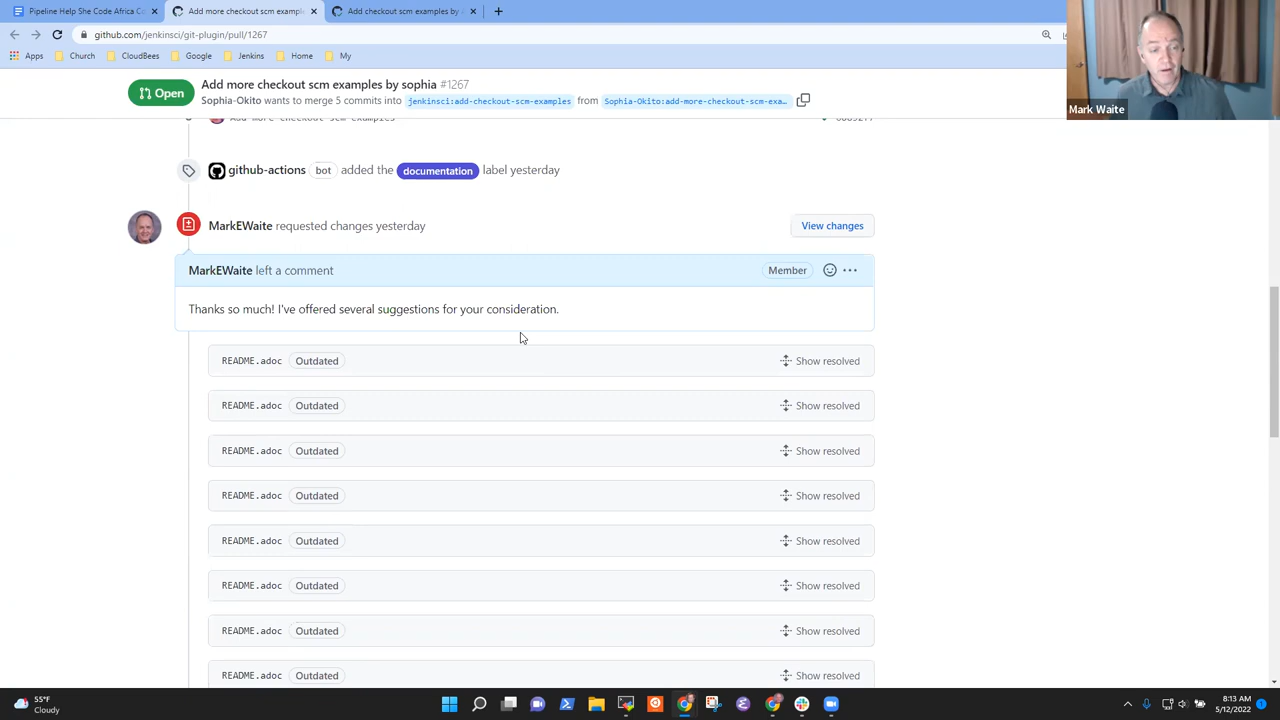 Pipeline Help She Code Africa Co
Add more checkout scm example
Add checkout scm examples by A
github.com/jenkinsci/git-plugin/pull/1267
Apps
Church
CloudBees
Google
Jenkins
Home
My
Open
Add more checkout scm examples by sophia #1267
Sophia-Okito wants to merge 5 commits into jenkinsci:add-checkout-scm-examples from Sophia-Okito:add-more-checkout-scm-exa…
Mark Waite
Add more checkout scm examples
github-actions bot added the documentation label yesterday
MarkEWaite requested changes yesterday
View changes
MarkEWaite left a comment
Member
Thanks so much! I've offered several suggestions for your consideration.
README.adoc Outdated Show resolved
README.adoc Outdated Show resolved
README.adoc Outdated Show resolved
README.adoc Outdated Show resolved
README.adoc Outdated Show resolved
README.adoc Outdated Show resolved
README.adoc Outdated Show resolved
README.adoc Outdated Show resolved
55°F
Cloudy
8:13 AM
5/12/2022